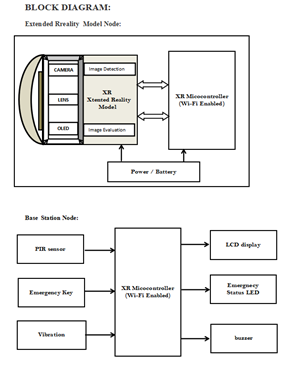 BLOCK DIAGRAM:
Extended Rreality Model Node:
CAMERA
LENS
OLED
Image Detection
XR
Xtented Reality
Model
Image Evaluation
XR Micocontroller
(Wi-Fi Enabled)
Power / Battery
Base Station Node:
PIR sensor
Emergency Key
Vibration
XR Micocontroller
(Wi-Fi Enabled)
LCD display
Emergnecy
Status LED
buzzer